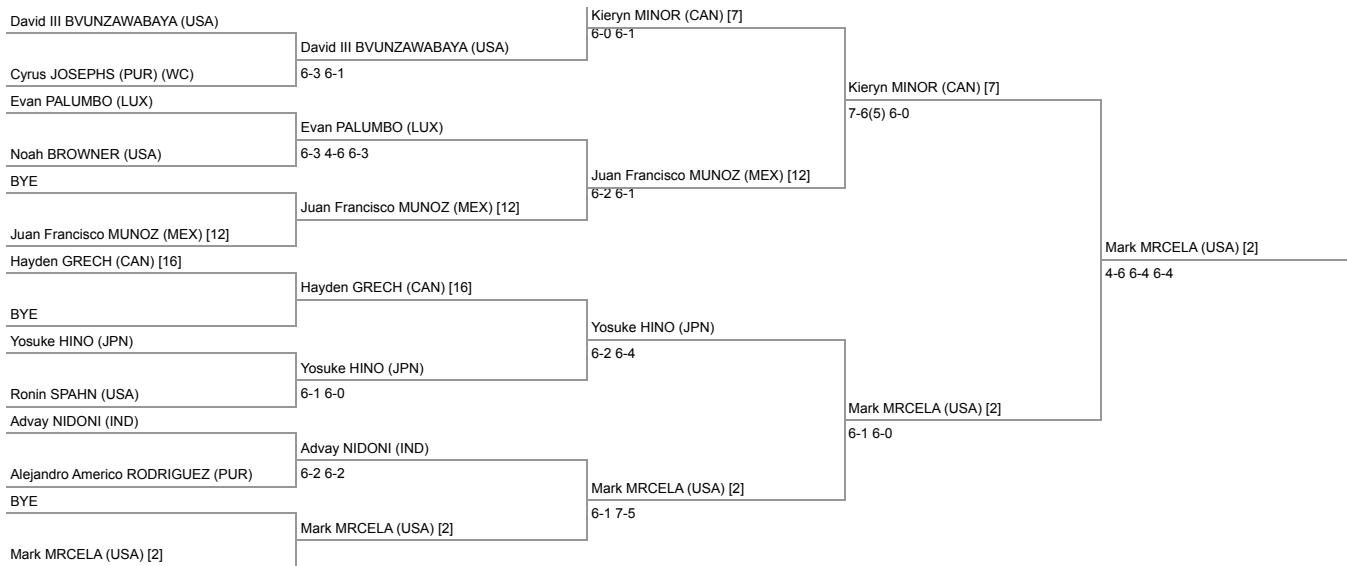 David III BVUNZAWABAYA (USA)
Cyrus JOSEPHS (PUR) (WC)
Evan PALUMBO (LUX)
Noah BROWNER (USA)
BYE
Juan Francisco MUNOZ (MEX) [12]
Hayden GRECH (CAN) [16]
BYE
Yosuke HINO (JPN)
Ronin SPAHN (USA)
Advay NIDONI (IND)
Alejandro Americo RODRIGUEZ (PUR)
BYE
Mark MRCELA (USA) [2]
David III BVUNZAWABAYA (USA)
6-3 6-1
Evan PALUMBO (LUX)
6-3 4-6 6-3
Juan Francisco MUNOZ (MEX) [12]
Hayden GRECH (CAN) [16]
Yosuke HINO (JPN)
6-1 6-0
Advay NIDONI (IND)
6-2 6-2
Mark MRCELA (USA) [2]
Kieryn MINOR (CAN) [7]
6-0 6-1
Juan Francisco MUNOZ (MEX) [12]
6-2 6-1
Yosuke HINO (JPN)
6-2 6-4
Mark MRCELA (USA) [2]
6-1 7-5
Kieryn MINOR (CAN) [7]
7-6(5) 6-0
Mark MRCELA (USA) [2]
6-1 6-0
Mark MRCELA (USA) [2]
4-6 6-4 6-4